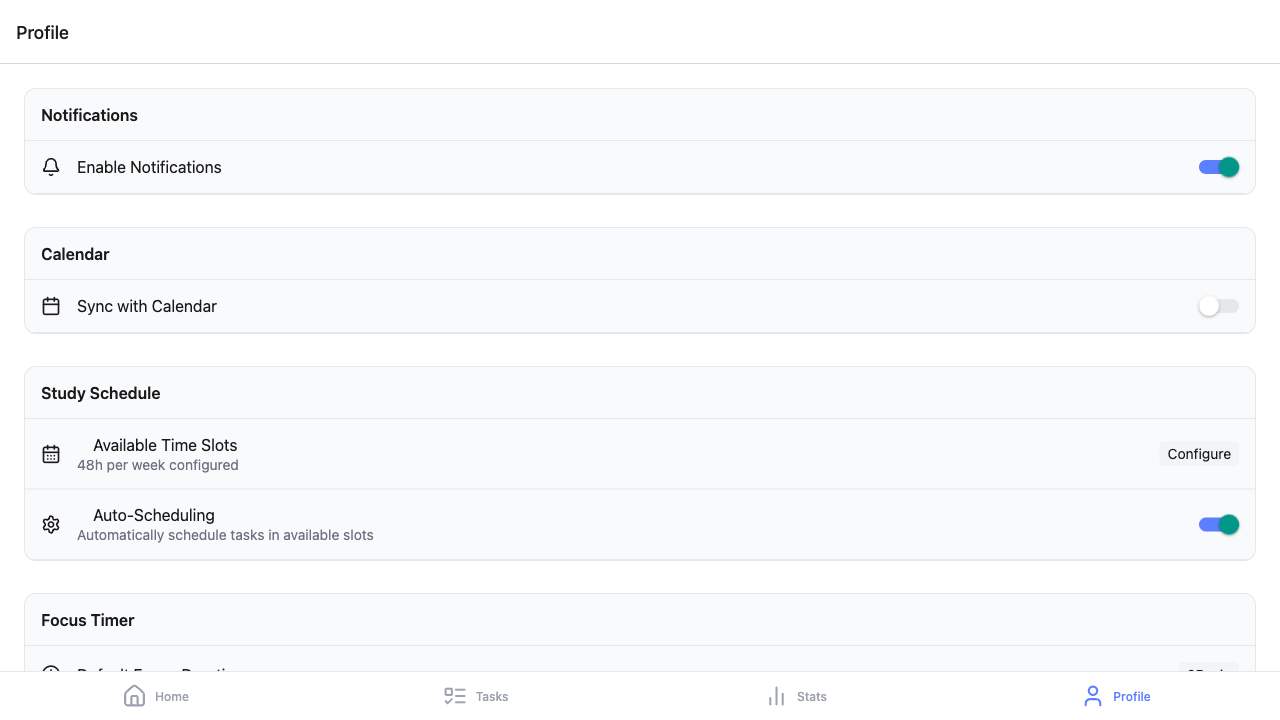 Profile
Notifications
Enable Notifications
Calendar
Sync with Calendar
Study Schedule
Available Time Slots
48h per week configured
Configure
Auto-Scheduling
Automatically schedule tasks in available slots
Focus Timer
Home
Tasks
Stats
Profile